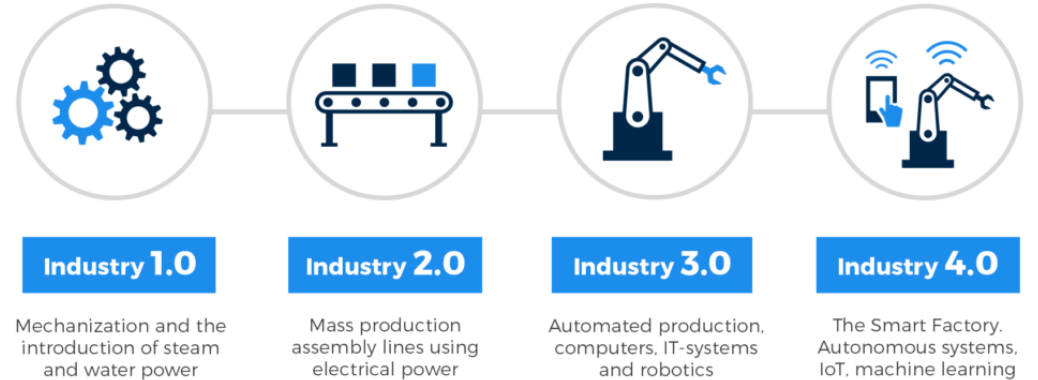 Industry 1.0
Mechanization and the
introduction of steam
and water power
Industry 2.0
Mass production
assembly lines using
electrical power
Industry 3.0
Automated production,
computers, IT-systems
and robotics
Industry 4.0
The Smart Factory.
Autonomous systems,
IoT, machine learning